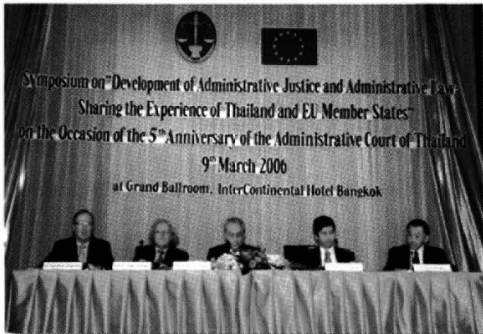 Symposium on "Development of Administrative Justice and Administrative Law
Sharing the Experience of Thailand and EU Member States"
on the Occasion of the 5th Anniversary of the Administrative Court of Thailand
9th March 2006
at Grand Ballroom, InterContinental Hotel Bangkok